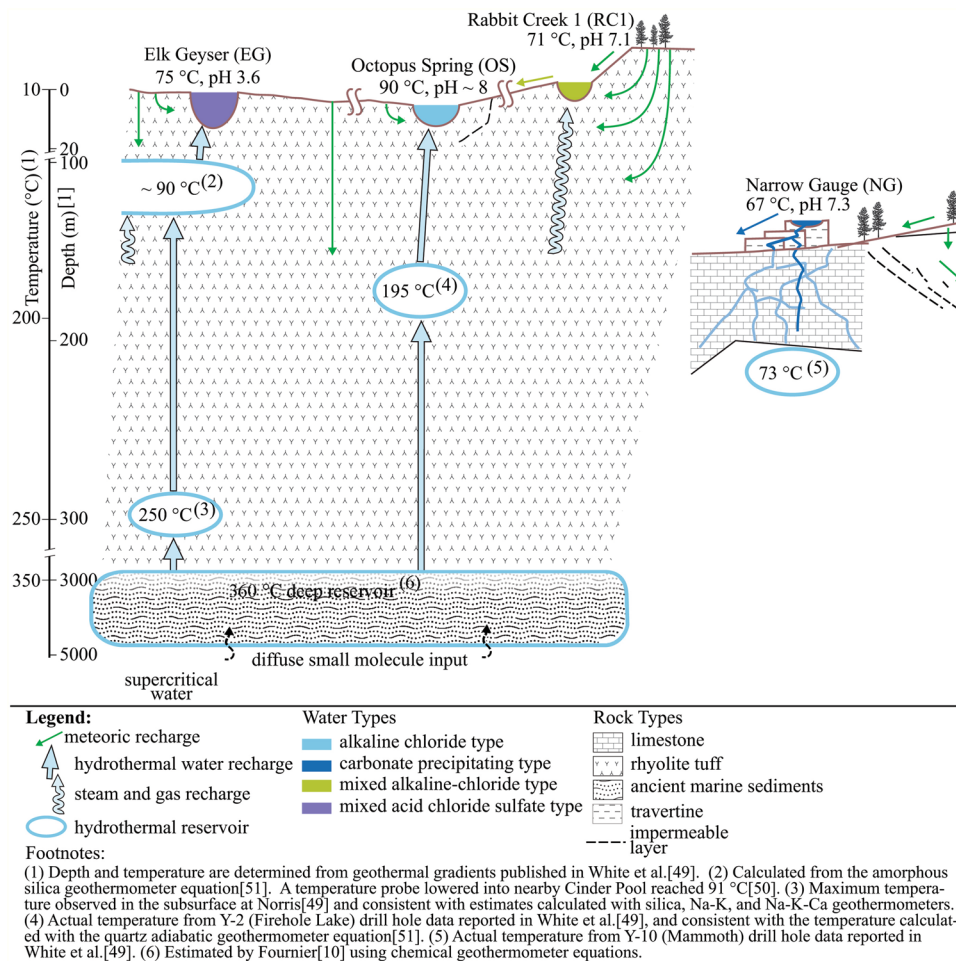 Rabbit Creek 1 (RC1)
71 °C, pH 7.1
Elk Geyser (EG)
75 °C, pH 3.6
Octopus Spring (OS)
90 °C, pH ~ 8
10 0
20
100
Temperature (°C)(1)
Depth (m)[1]
~ 90 °C(2)
Narrow Gauge (NG)
67 °C, pH 7.3
195 °C(4)
200
200
73 °C (5)
250 °C(3)
250 300
350 3000
360 °C deep reservoir(6)
5000
diffuse small molecule input
supercritical
water
Legend:
meteoric recharge
hydrothermal water recharge
steam and gas recharge
hydrothermal reservoir
Water Types
alkaline chloride type
carbonate precipitating type
mixed alkaline-chloride type
mixed acid chloride sulfate type
Rock Types
limestone
rhyolite tuff
ancient marine sediments
travertine
impermeable
layer
Footnotes:
(1) Depth and temperature are determined from geothermal gradients published in White et al.[49]. (2) Calculated from the amorphous
silica geothermometer equation[51]. A temperature probe lowered into nearby Cinder Pool reached 91 °C[50]. (3) Maximum tempera-
ture observed in the subsurface at Norris[49] and consistent with estimates calculated with silica, Na-K, and Na-K-Ca geothermometers.
(4) Actual temperature from Y-2 (Firehole Lake) drill hole data reported in White et al.[49], and consistent with the temperature calculat-
ed with the quartz adiabatic geothermometer equation[51]. (5) Actual temperature from Y-10 (Mammoth) drill hole data reported in
White et al.[49]. (6) Estimated by Fournier[10] using chemical geothermometer equations.